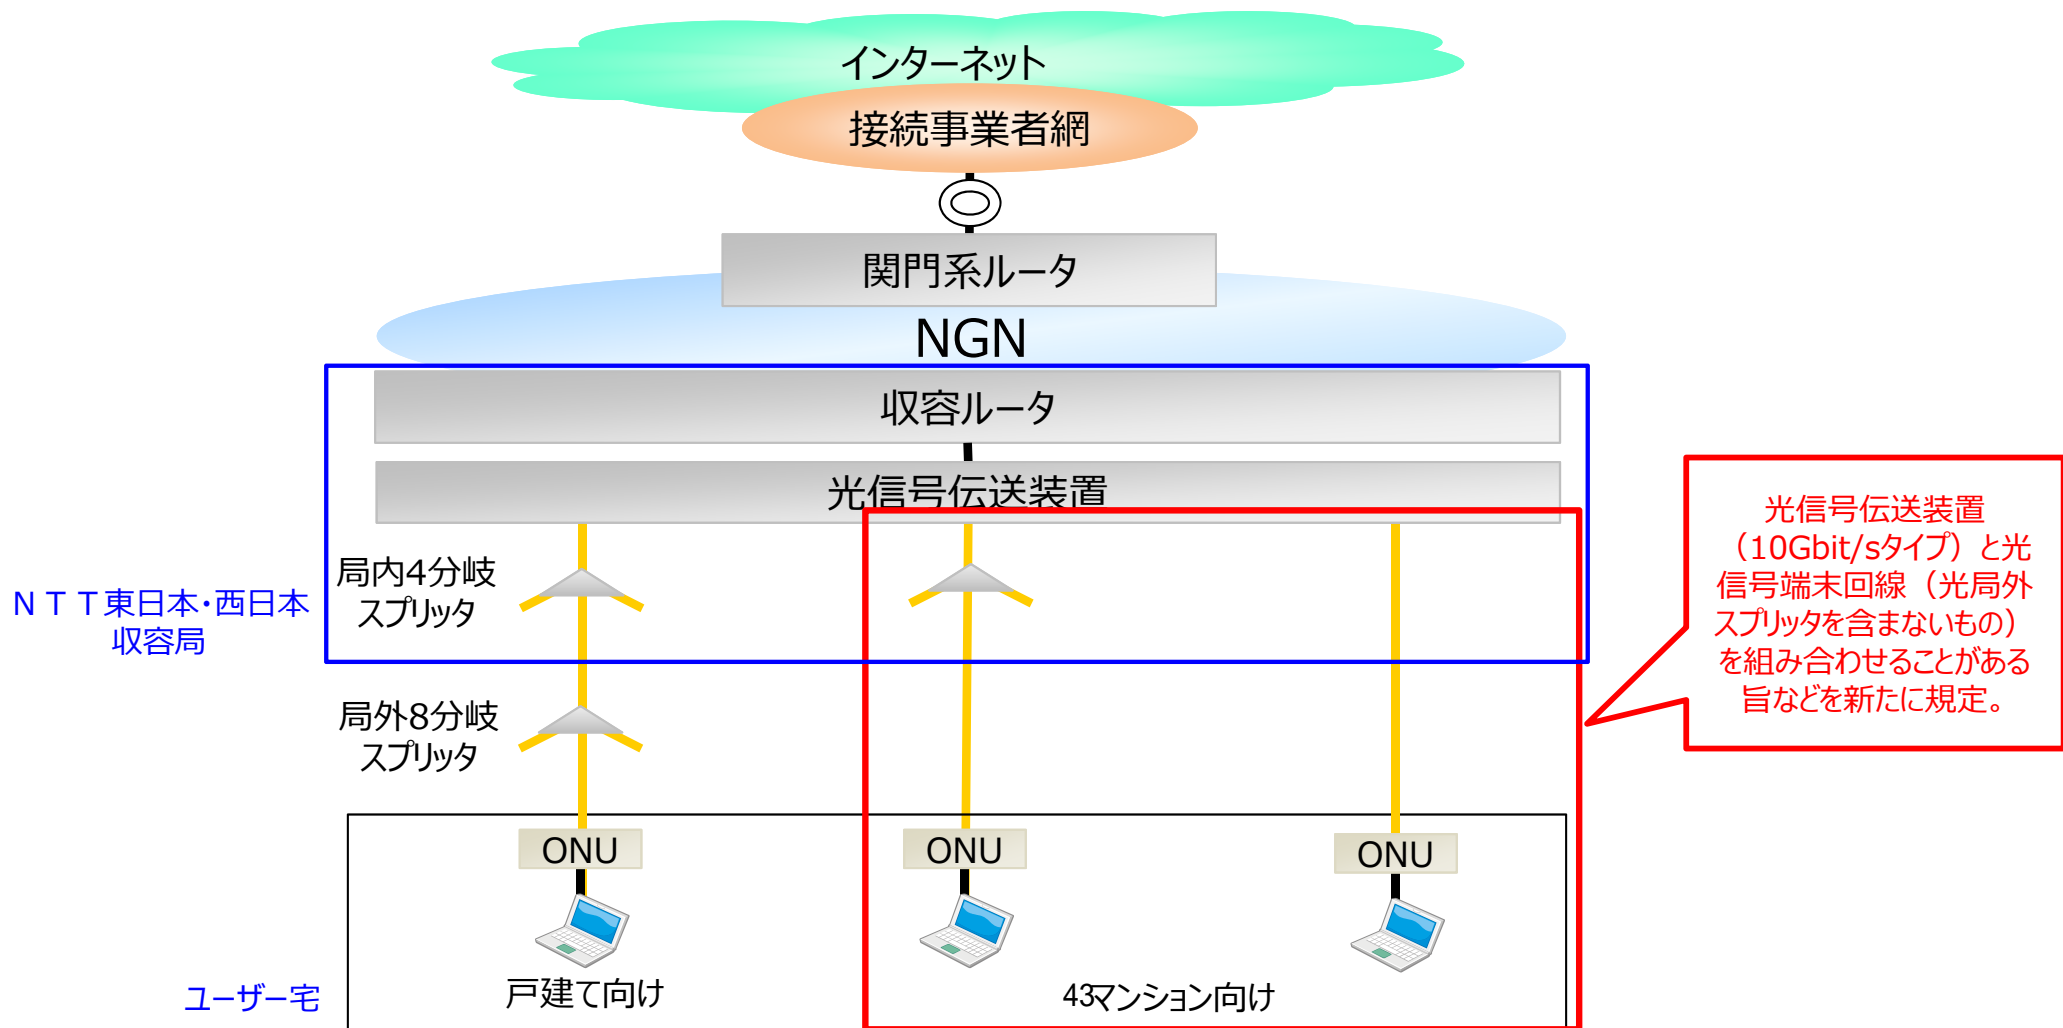 インターネット
接続事業者網
関門系ルータ
NGN
収容ルータ
光信号伝送装置
局内4分岐
スプリッタ
ＮＴＴ東日本・西日本
収容局
光信号伝送装置
（10Gbit/sタイプ）と光
信号端末回線（光局外
スプリッタを含まないもの）
を組み合わせることがある
旨などを新たに規定。
局外8分岐
スプリッタ
ONU
ONU
ONU
ユーザー宅
戸建て向け
43マンション向け